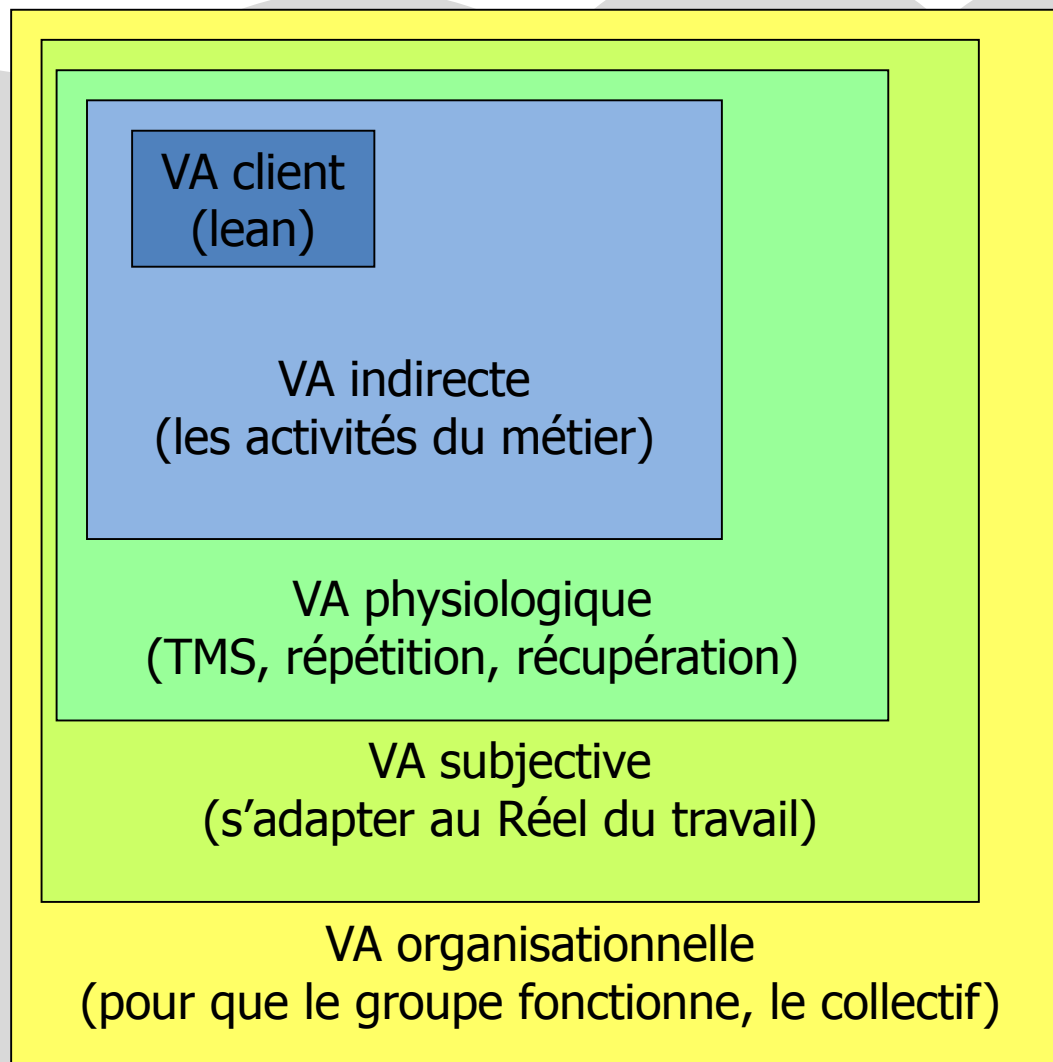 VA client
(lean)
VA indirecte
(les activités du métier)
VA physiologique
(TMS, répétition, récupération)
VA subjective
(s’adapter au Réel du travail)
VA organisationnelle
(pour que le groupe fonctionne, le collectif)